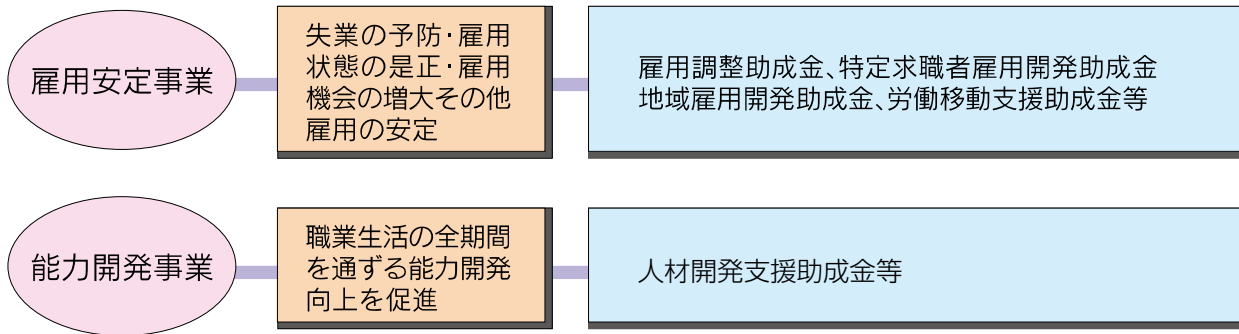 雇用安定事業
失業の予防・雇用
状態の是正・雇用
機会の増大その他
雇用の安定
雇用調整助成金、特定求職者雇用開発助成金
地域雇用開発助成金、労働移動支援助成金等
能力開発事業
職業生活の全期間
を通ずる能力開発
向上を促進
人材開発支援助成金等